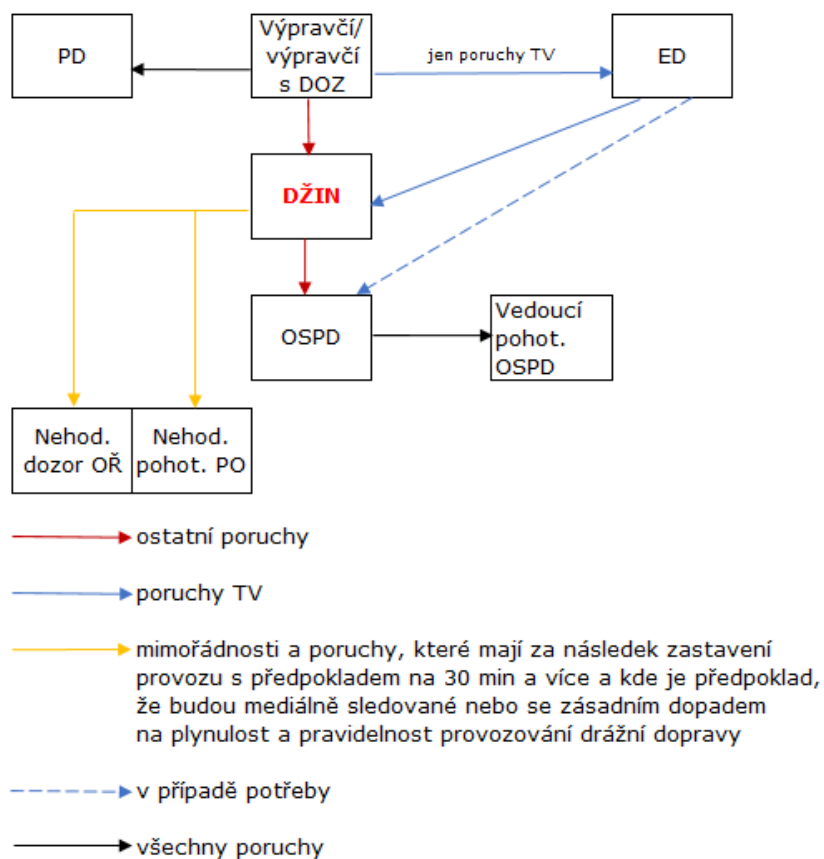 PD
Výpravčí/
výpravčí
s DOZ
jen poruchy TV
ED
DŽIN
OSPD
Vedoucí
pohot.
OSPD
Nehod.
dozor OŘ
Nehod.
pohot. PO
ostatní poruchy
poruchy TV
mimořádnosti a poruchy, které mají za následek zastavení
provozu s předpokladem na 30 min a více a kde je předpoklad,
že budou mediálně sledované nebo se zásadním dopadem
na plynulost a pravidelnost provozování drážní dopravy
v případě potřeby
všechny poruchy